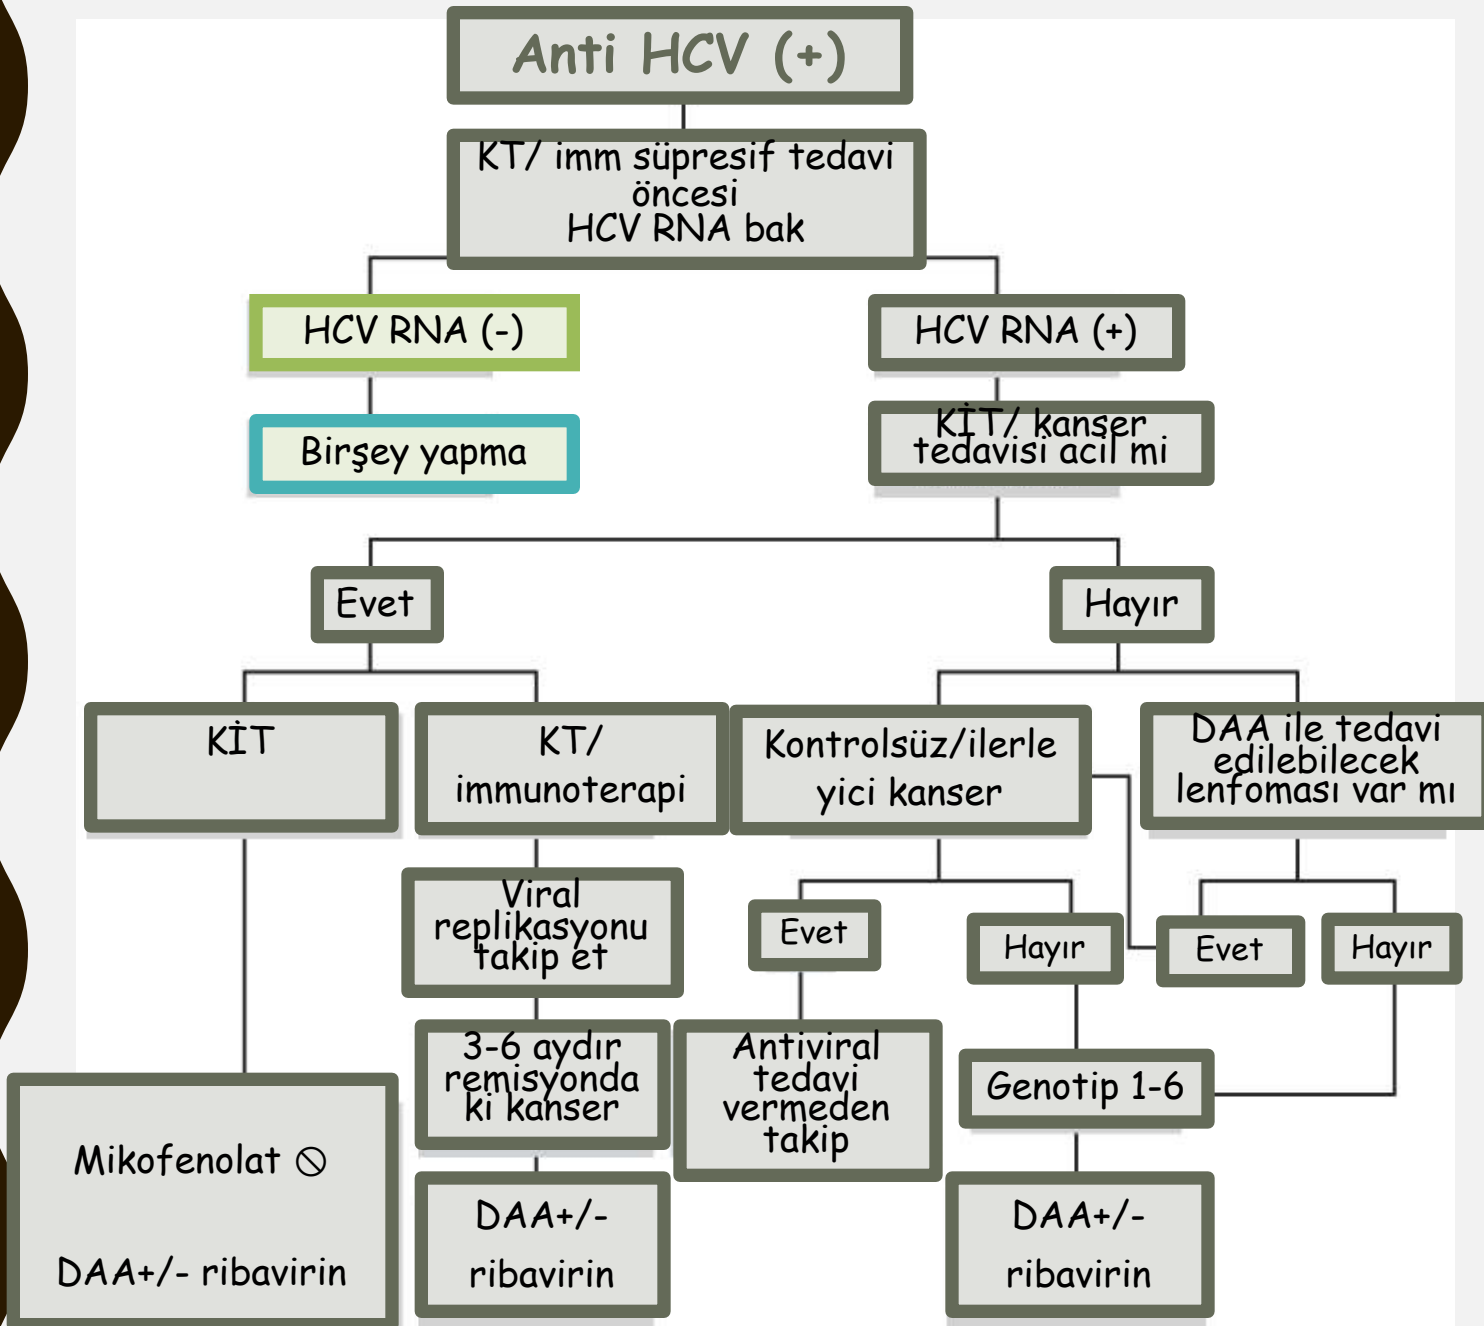 Anti HCV (+)
KT/ imm süpresif tedavi
öncesi
HCV RNA bak
HCV RNA (-)
HCV RNA (+)
Birşey yapma
KİT/ kanser
tedavisi acil mi
Evet
Hayır
KİT
KT/
immunoterapi
Kontrolsüz/ilerle
yici kanser
DAA ile tedavi
edilebilecek
lenfoması var mı
Viral
replikasyonu
takip et
Evet
Hayır
Evet
Hayır
3-6 aydır
remisyonda
ki kanser
Antiviral
tedavi
vermeden
takip
Genotip 1-6
Mikofenolat 🛇
DAA+/- ribavirin
DAA+/-
ribavirin
DAA+/-
ribavirin